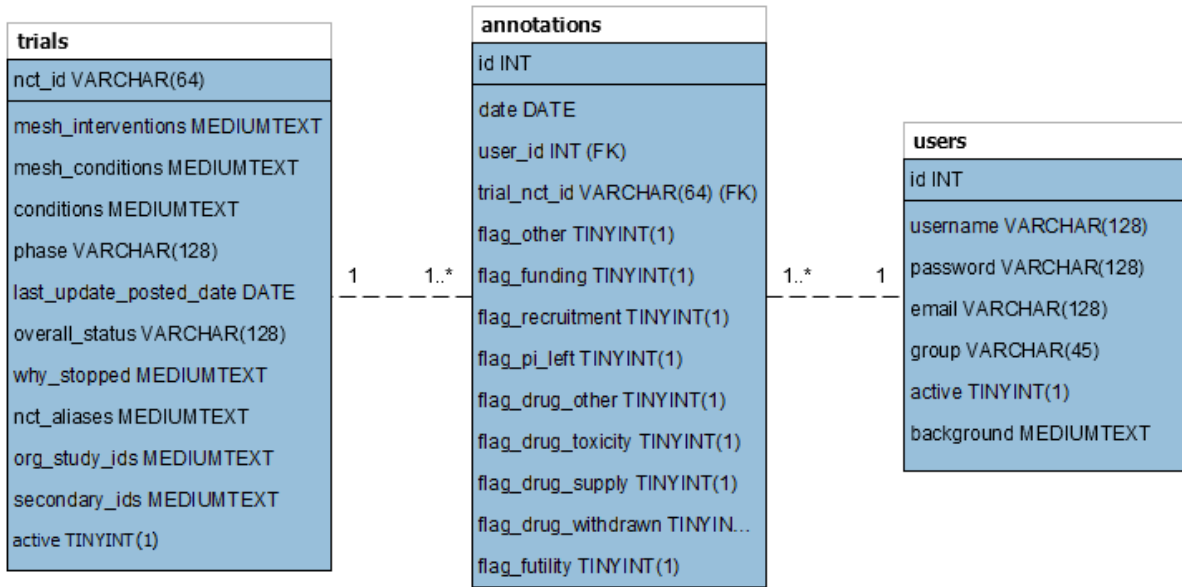 trials
nct_id VARCHAR(64)
mesh_interventions MEDIUMTEXT
mesh_conditions MEDIUMTEXT
conditions MEDIUMTEXT
phase VARCHAR(128)
last_update_posted_date DATE
overall_status VARCHAR(128)
why_stopped MEDIUMTEXT
nct_aliases MEDIUMTEXT
org_study_ids MEDIUMTEXT
secondary_ids MEDIUMTEXT
active TINYINT(1)
1 1..*
annotations
id INT
date DATE
user_id INT (FK)
trial_nct_id VARCHAR(64) (FK)
flag_other TINYINT(1)
flag_funding TINYINT(1)
flag_recruitment TINYINT(1)
flag_pi_left TINYINT(1)
flag_drug_other TINYINT(1)
flag_drug_toxicity TINYINT(1)
flag_drug_supply TINYINT(1)
flag_drug_withdrawn TINYIN...
flag_futility TINYINT(1)
1..* 1
users
id INT
username VARCHAR(128)
password VARCHAR(128)
email VARCHAR(128)
group VARCHAR(45)
active TINYINT(1)
background MEDIUMTEXT